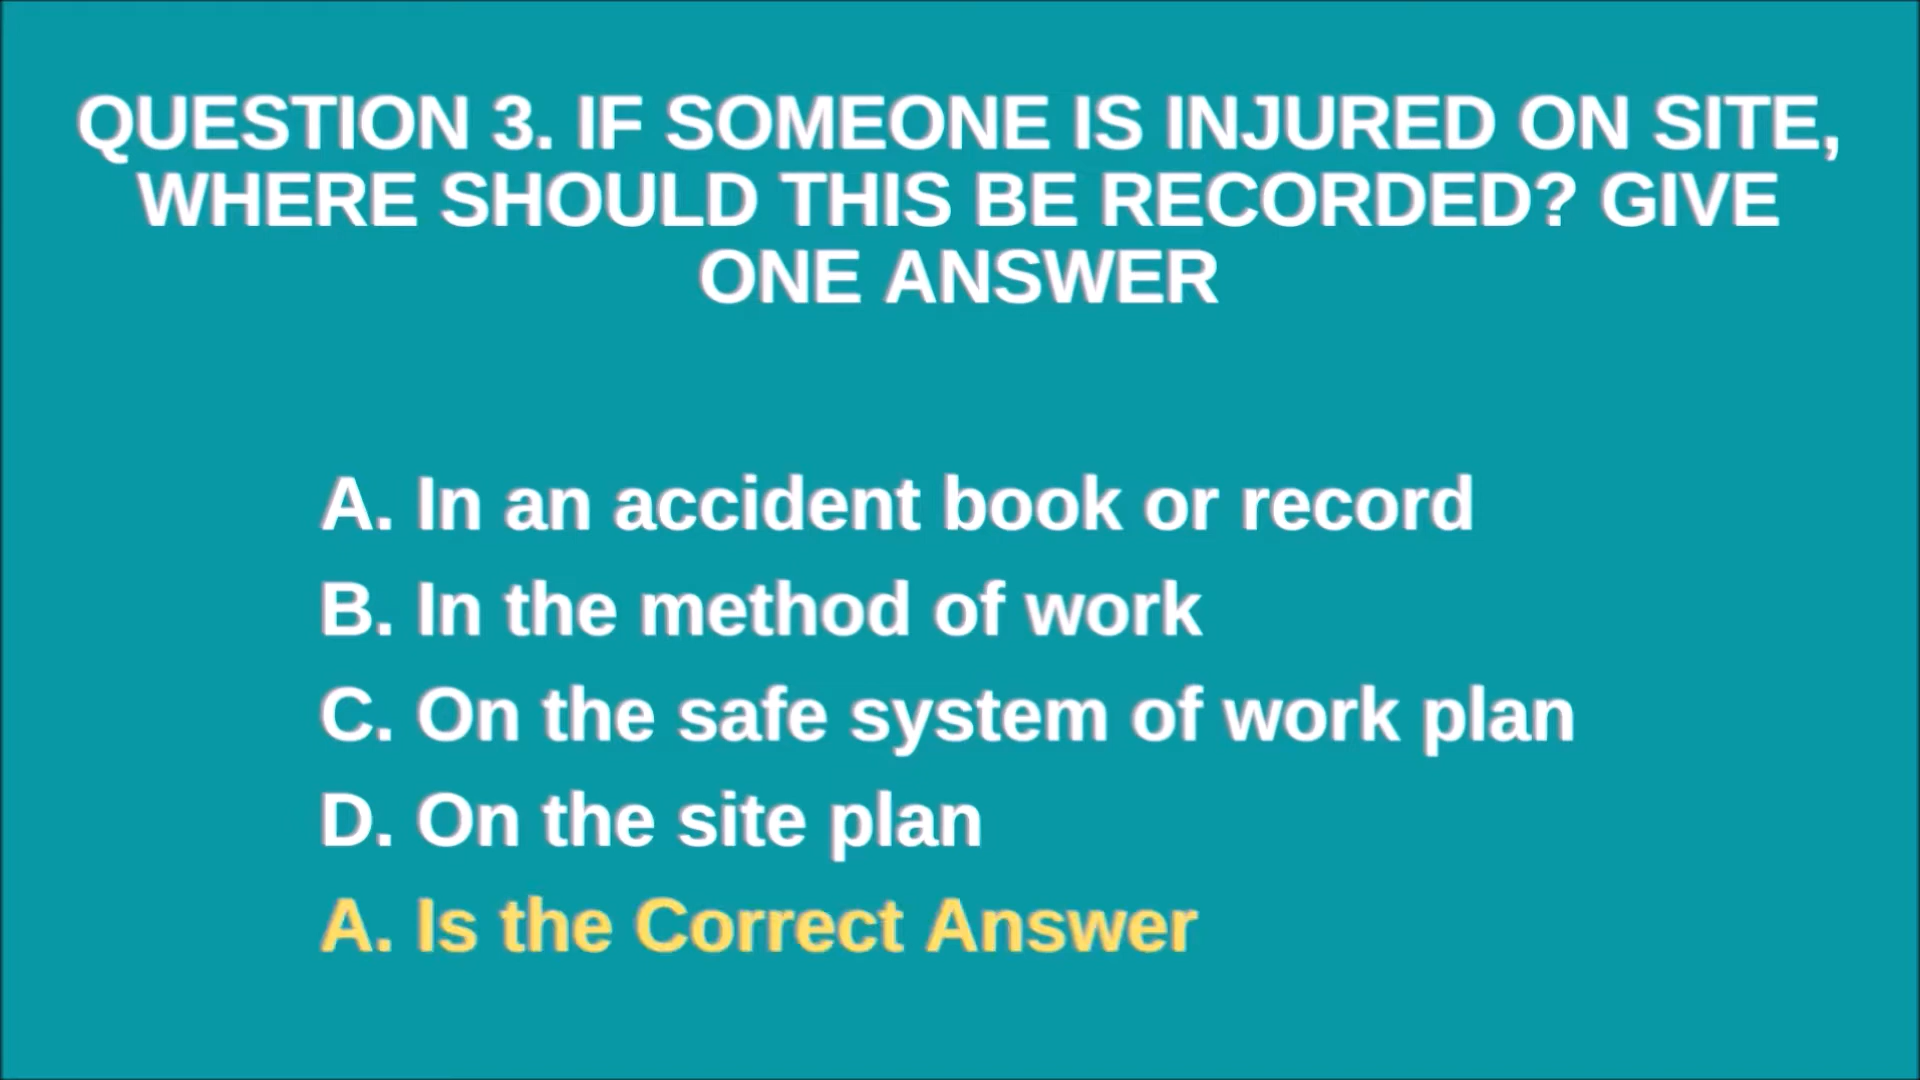 QUESTION 3. IF SOMEONE IS INJURED ON SITE,
WHERE SHOULD THIS BE RECORDED? GIVE
ONE ANSWER
A. In an accident book or record
B. In the method of work
C. On the safe system of work plan
D. On the site plan
A. Is the Correct Answer